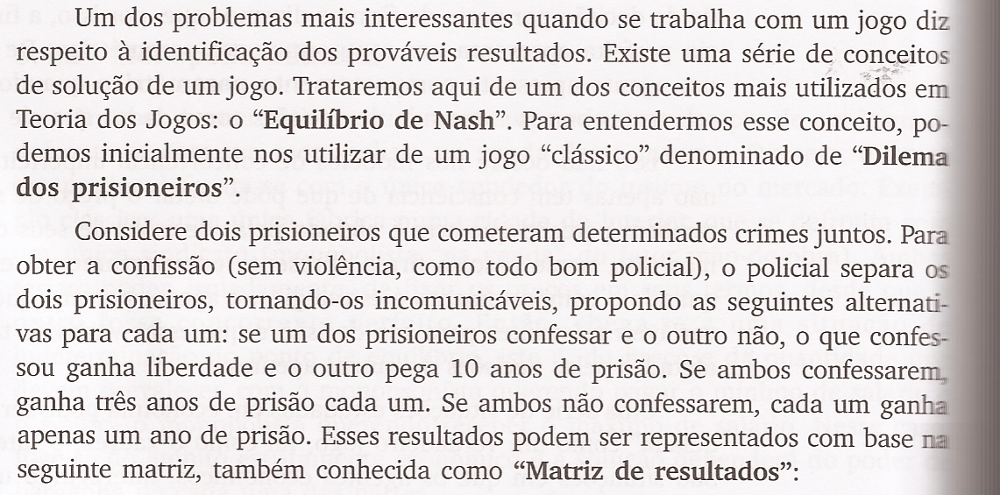 Um dos problemas mais interessantes quando se trabalha com um jogo diz
respeito à identificação dos prováveis resultados. Existe uma série de conceitos
de solução de um jogo. Trataremos aqui de um dos conceitos mais utilizados em
Teoria dos Jogos: o “Equilíbrio de Nash”. Para entendermos esse conceito, po-
demos inicialmente nos utilizar de um jogo “clássico” denominado de “Dilema
dos prisioneiros”.
Considere dois prisioneiros que cometeram determinados crimes juntos. Para
obter a confissão (sem violência, como todo bom policial), o policial separa os
dois prisioneiros, tornando-os incomunicáveis, propondo as seguintes alternati-
vas para cada um: se um dos prisioneiros confessar e o outro não, o que confes-
sou ganha liberdade e o outro pega 10 anos de prisão. Se ambos confessarem,
ganha três anos de prisão cada um. Se ambos não confessarem, cada um ganha
apenas um ano de prisão. Esses resultados podem ser representados com base na
seguinte matriz, também conhecida como “Matriz de resultados”: